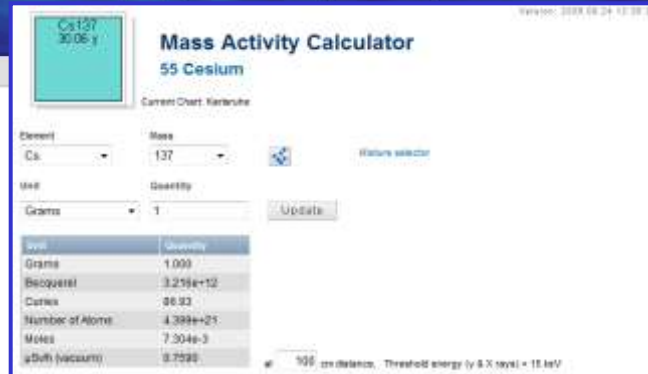 Cs137
30.06 y
Mass Activity Calculator
55 Cesium
Current Chart: Karlsruhe
Element Mass
Cs 137
Nuclide selector
Unit Quantity
Grams 1
Update
Unit Quantity
Grams 1.000
Becquerel 3.216e+12
Curies 86.93
Number of Atoms 4.399e+21
Moles 7.304e-3
µSv/h (vacuum) 0.7590
at 100 cm distance, Threshold energy (γ & X rays) = 15 keV